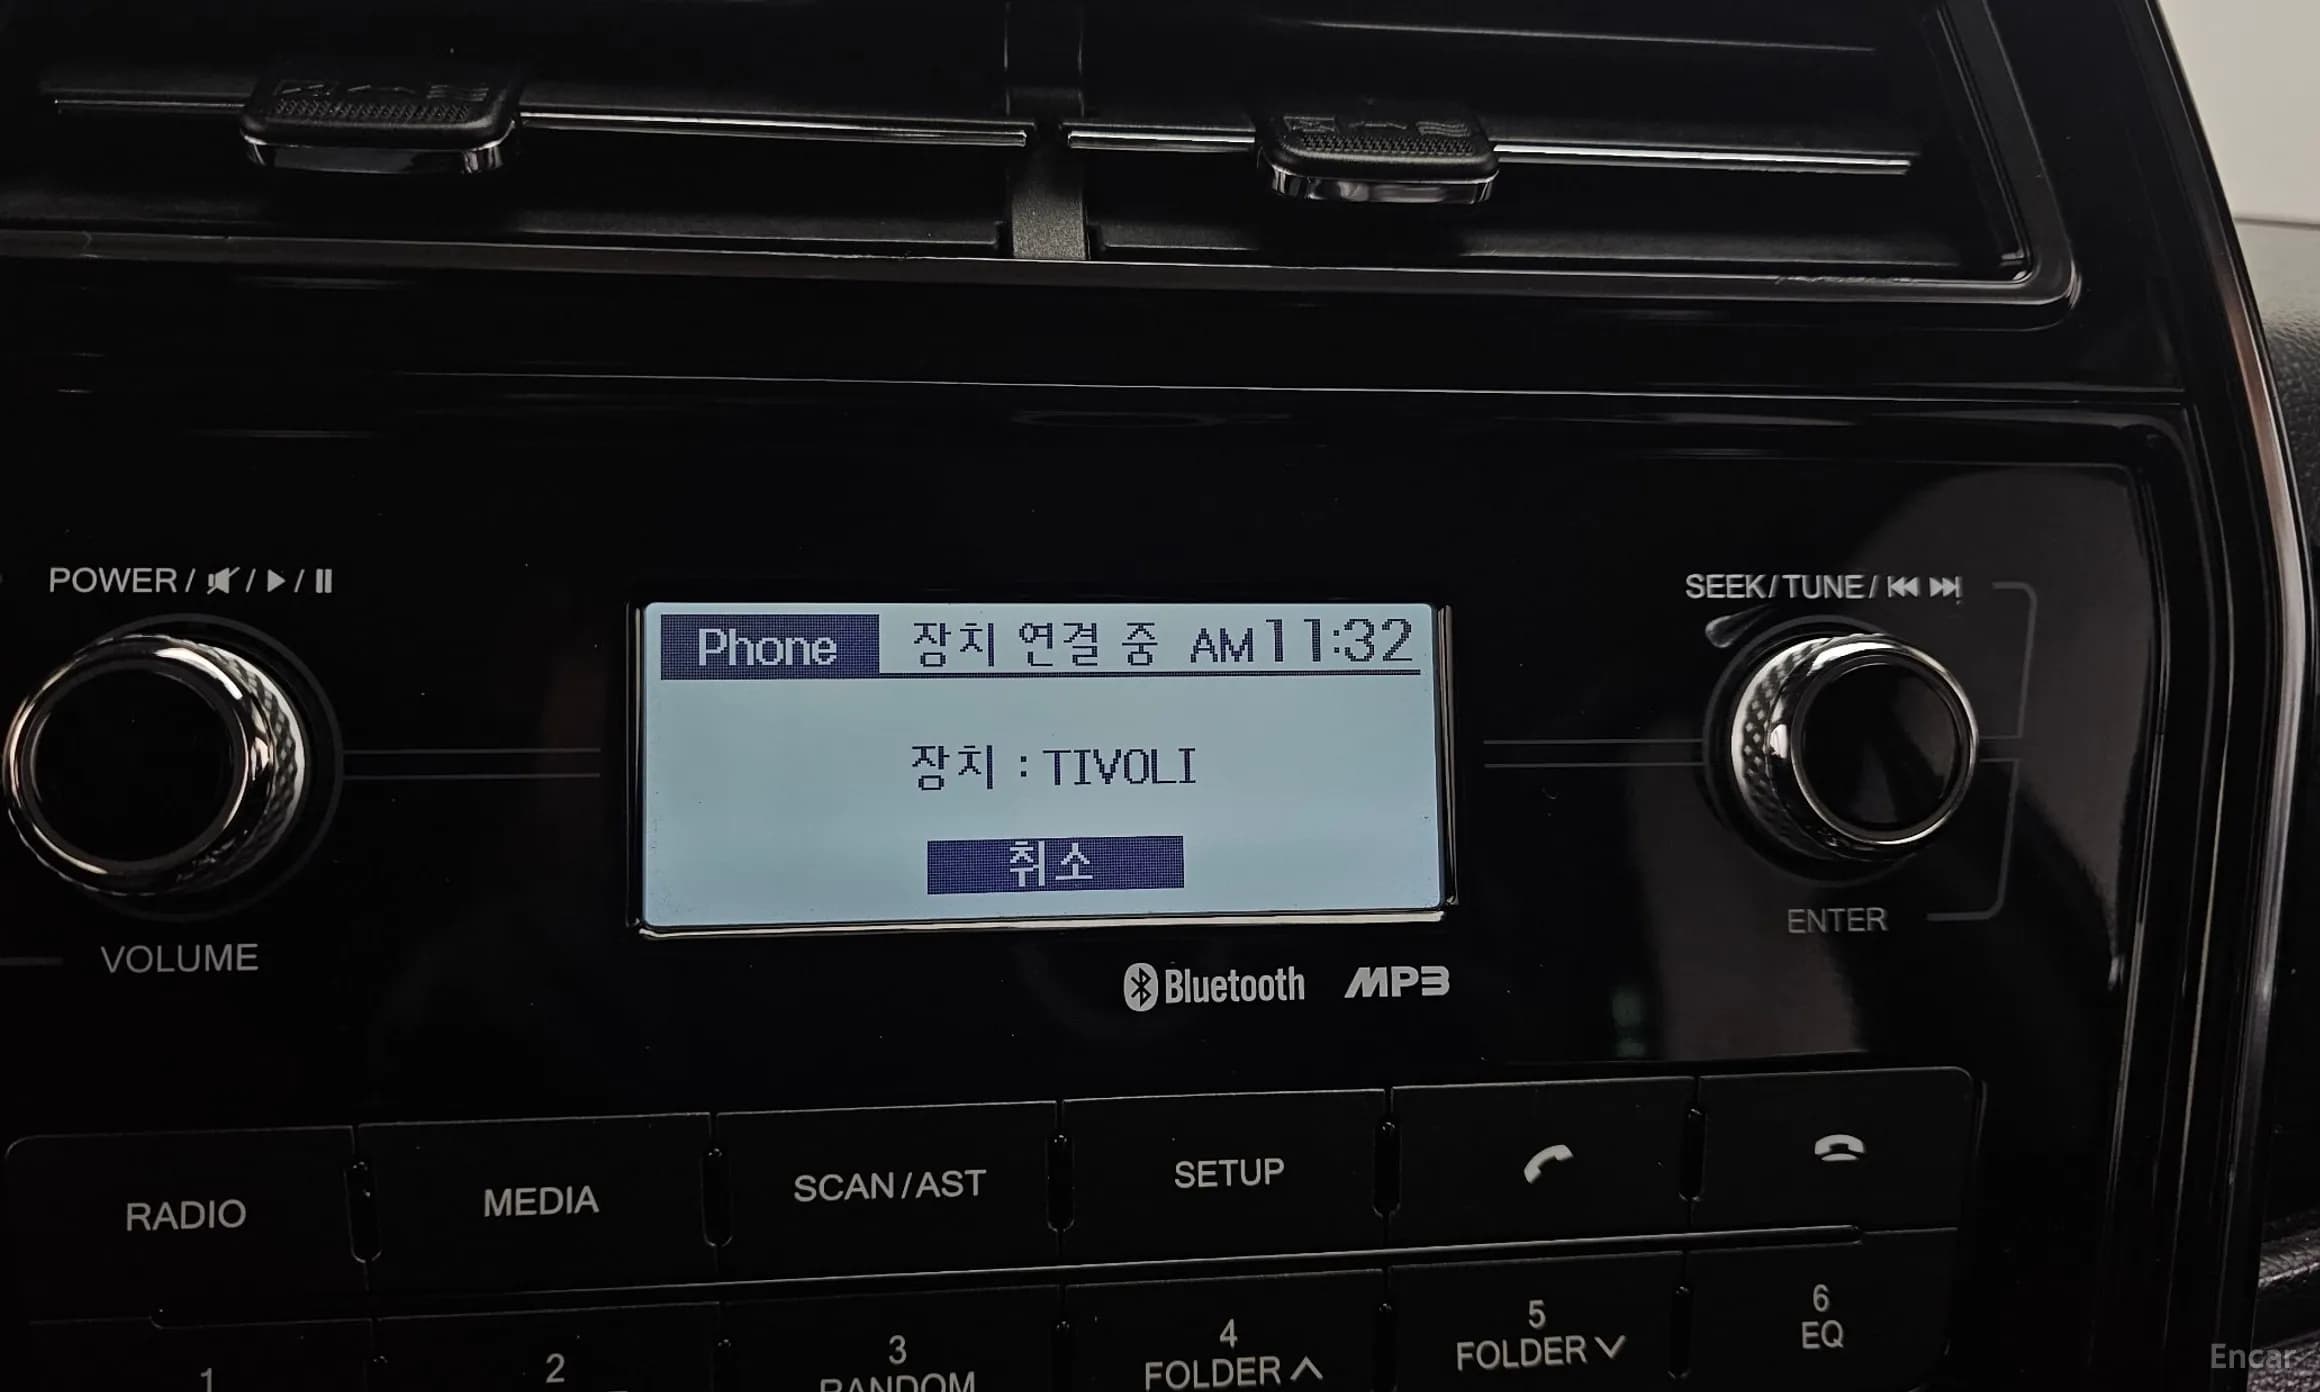 POWER /  /  / 
SEEK / TUNE /
Phone 장치 연결 중 AM 11:32
장치 : TIVOLI
취소
VOLUME
ENTER
Bluetooth MP3
RADIO
MEDIA
SCAN / AST
SETUP
1
2
3
RANDOM
4
FOLDER
5
FOLDER
6
EQ
Encar